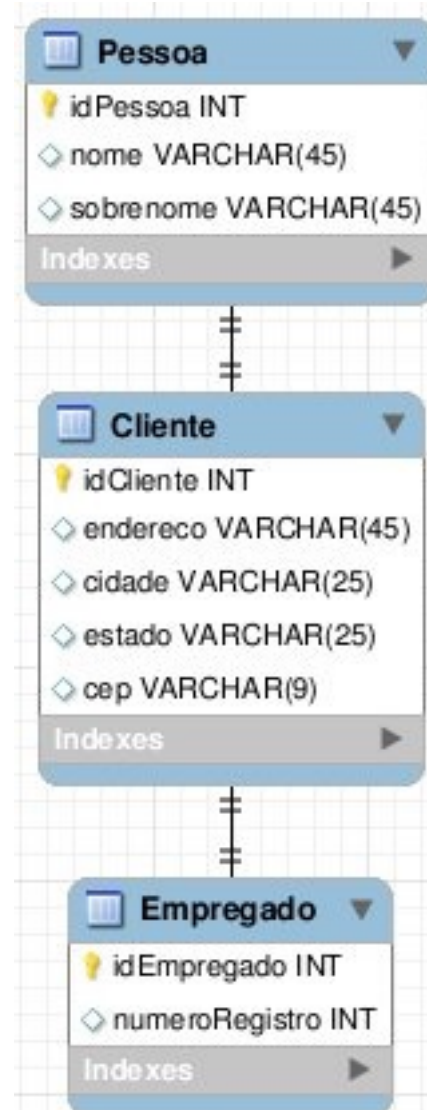 Pessoa
idPessoa INT
nome VARCHAR(45)
sobrenome VARCHAR(45)
Indexes
Cliente
idCliente INT
endereco VARCHAR(45)
cidade VARCHAR(25)
estado VARCHAR(25)
cep VARCHAR(9)
Indexes
Empregado
idEmpregado INT
numeroRegistro INT
Indexes